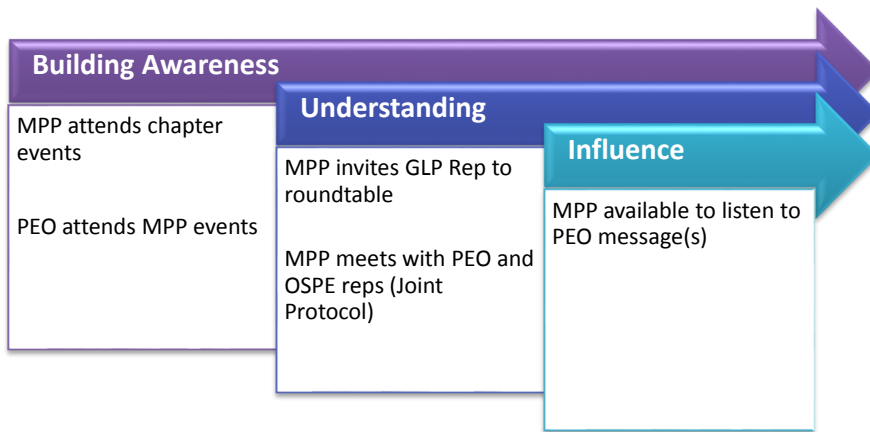 Building Awareness
MPP attends chapter
events
PEO attends MPP events
Understanding
MPP invites GLP Rep to
roundtable
MPP meets with PEO and
OSPE reps (Joint
Protocol)
Influence
MPP available to listen to
PEO message(s)